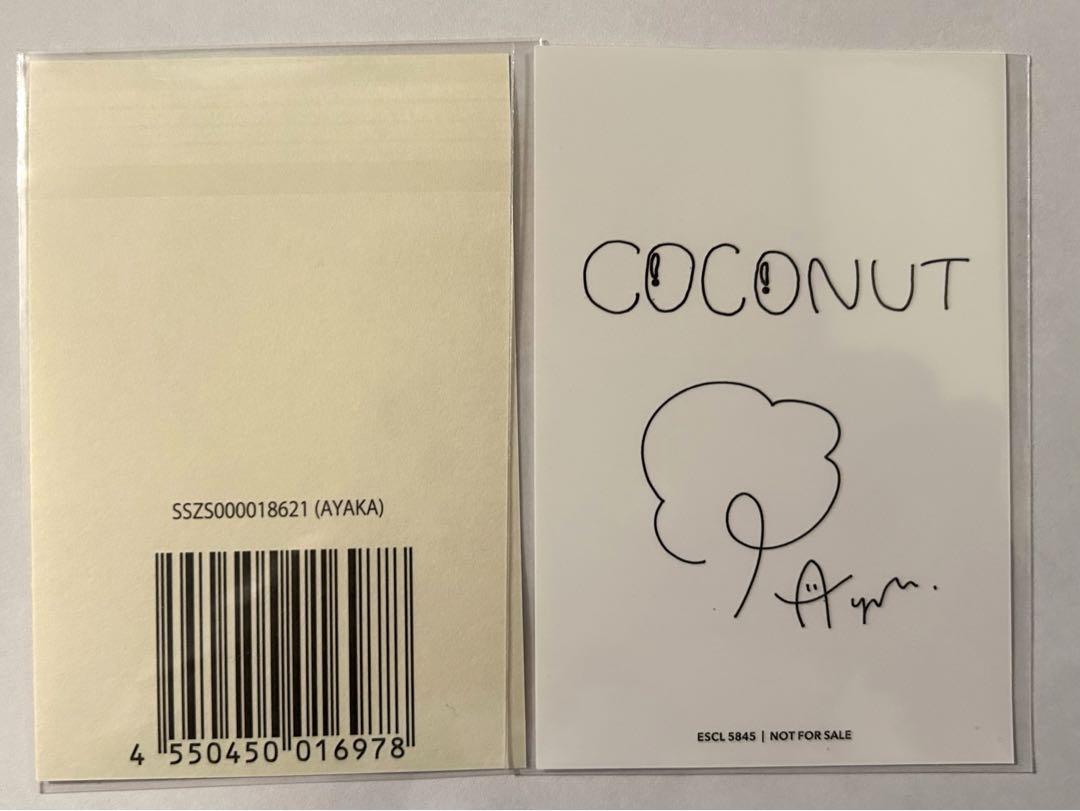 SSZS000018621 (AYAKA)
4 550450 016978
COCONUT
ESCL 5845 | NOT FOR SALE